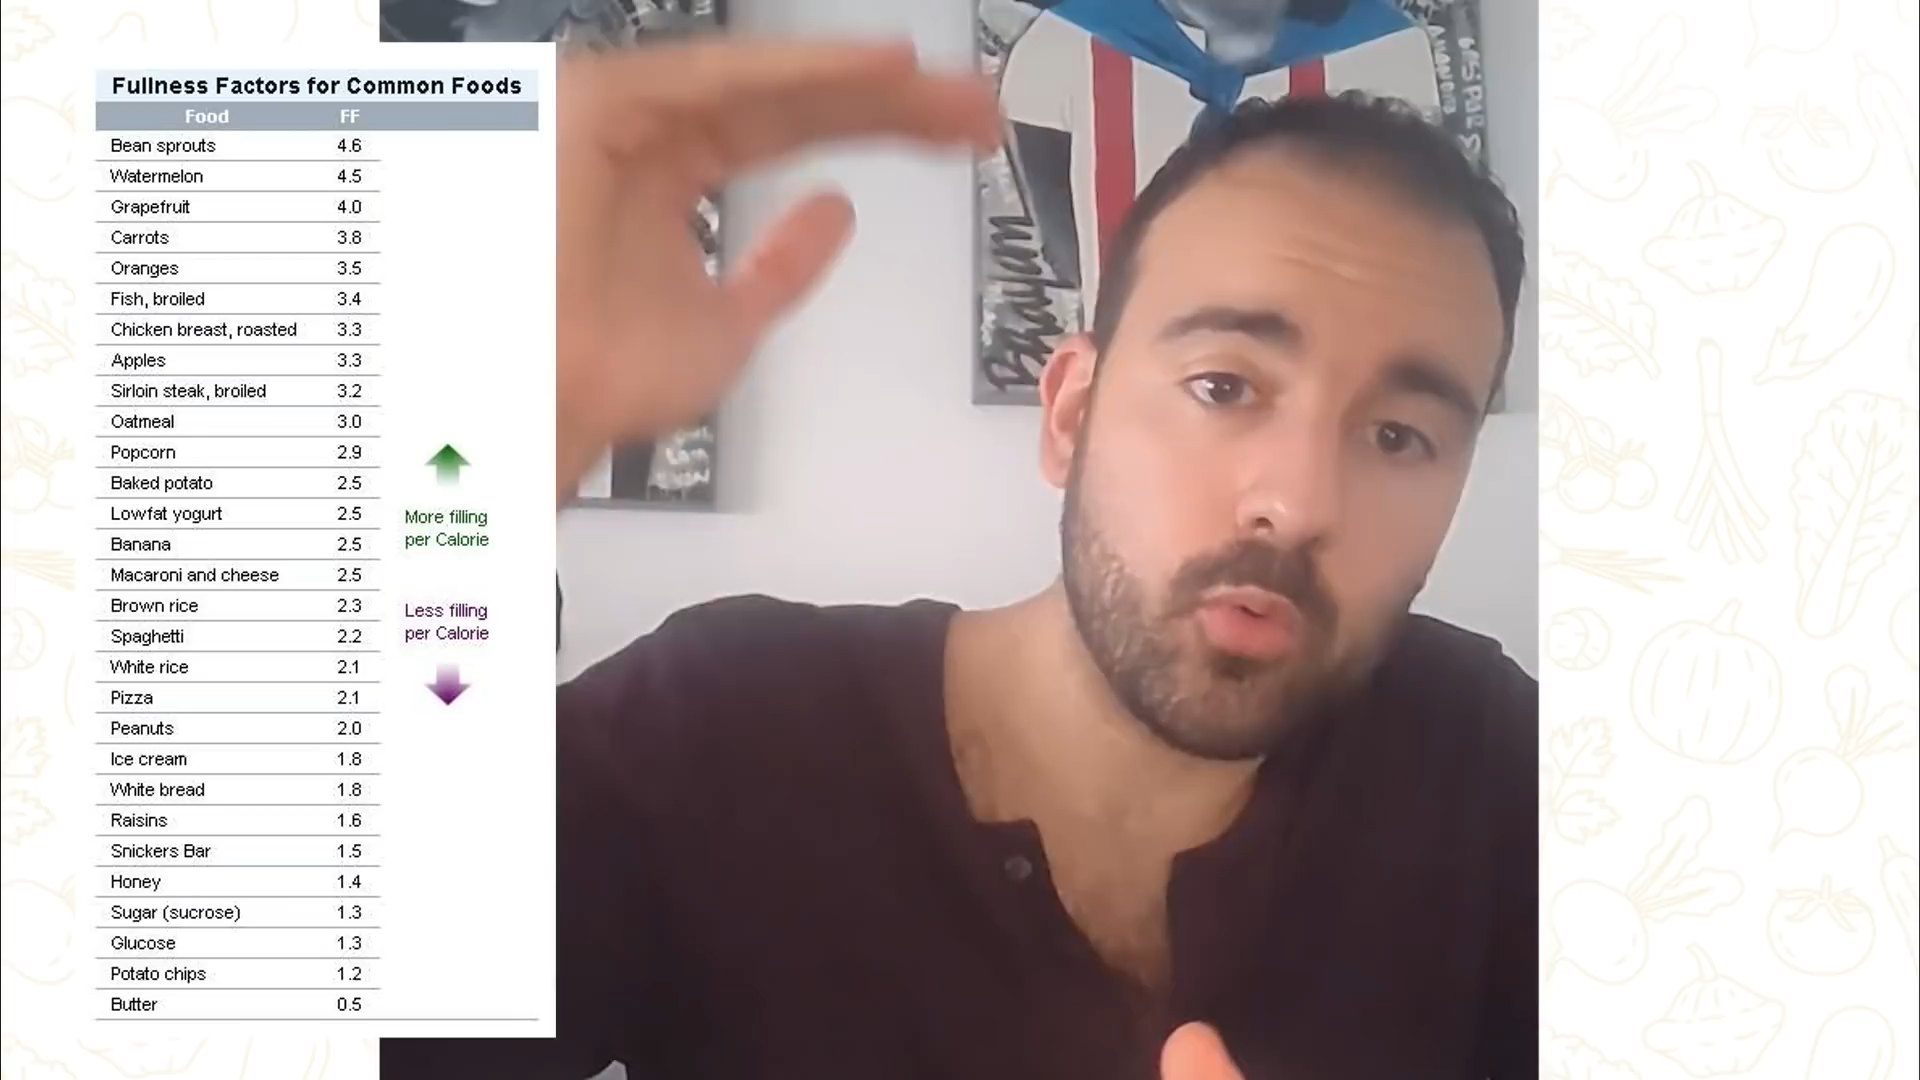 Fullness Factors for Common Foods
Food FF
Bean sprouts 4.6
Watermelon 4.5
Grapefruit 4.0
Carrots 3.8
Oranges 3.5
Fish, broiled 3.4
Chicken breast, roasted 3.3
Apples 3.3
Sirloin steak, broiled 3.2
Oatmeal 3.0
Popcorn 2.9
Baked potato 2.5
Lowfat yogurt 2.5
Banana 2.5
Macaroni and cheese 2.5
Brown rice 2.3
Spaghetti 2.2
White rice 2.1
Pizza 2.1
Peanuts 2.0
Ice cream 1.8
White bread 1.8
Raisins 1.6
Snickers Bar 1.5
Honey 1.4
Sugar (sucrose) 1.3
Glucose 1.3
Potato chips 1.2
Butter 0.5
More filling
per Calorie
Less filling
per Calorie
Brayam